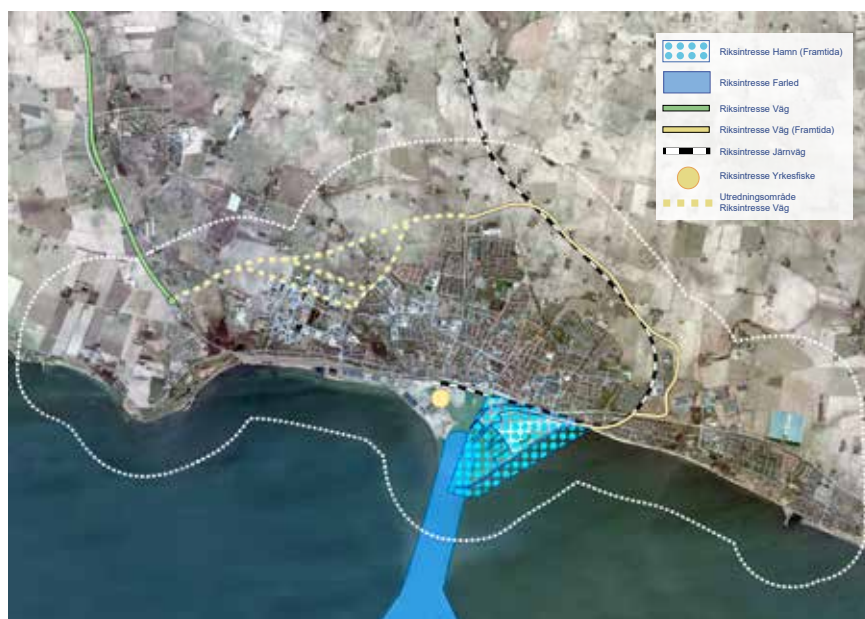 Riksintresse Hamn (Framtida)
Riksintresse Farled
Riksintresse Väg
Riksintresse Väg (Framtida)
Riksintresse Järnväg
Riksintresse Yrkesfiske
Utredningsområde
Riksintresse Väg